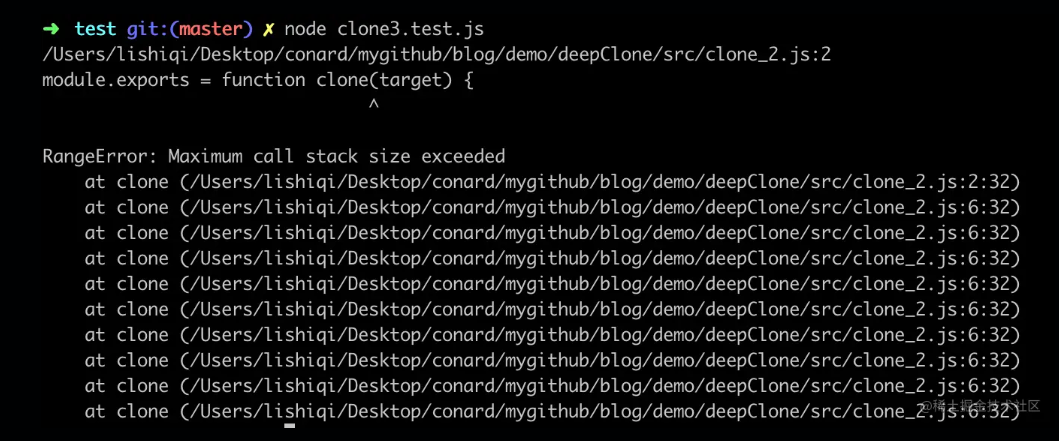 ➜  test git:(master) ✗ node clone3.test.js
/Users/lishiqi/Desktop/conard/mygithub/blog/demo/deepClone/src/clone_2.js:2
module.exports = function clone(target) {
                               ^
RangeError: Maximum call stack size exceeded
    at clone (/Users/lishiqi/Desktop/conard/mygithub/blog/demo/deepClone/src/clone_2.js:2:32)
    at clone (/Users/lishiqi/Desktop/conard/mygithub/blog/demo/deepClone/src/clone_2.js:6:32)
    at clone (/Users/lishiqi/Desktop/conard/mygithub/blog/demo/deepClone/src/clone_2.js:6:32)
    at clone (/Users/lishiqi/Desktop/conard/mygithub/blog/demo/deepClone/src/clone_2.js:6:32)
    at clone (/Users/lishiqi/Desktop/conard/mygithub/blog/demo/deepClone/src/clone_2.js:6:32)
    at clone (/Users/lishiqi/Desktop/conard/mygithub/blog/demo/deepClone/src/clone_2.js:6:32)
    at clone (/Users/lishiqi/Desktop/conard/mygithub/blog/demo/deepClone/src/clone_2.js:6:32)
    at clone (/Users/lishiqi/Desktop/conard/mygithub/blog/demo/deepClone/src/clone_2.js:6:32)
    at clone (/Users/lishiqi/Desktop/conard/mygithub/blog/demo/deepClone/src/clone_2.js:6:32)
    at clone (/Users/lishiqi/Desktop/conard/mygithub/blog/demo/deepClone/src/clone_2.js:6:32)
@稀土掘金技术社区